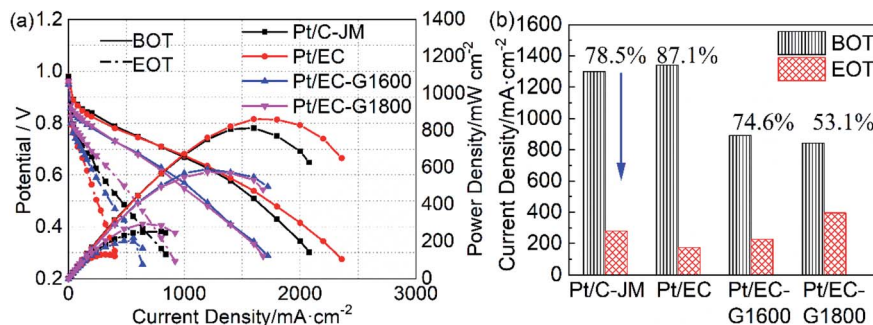 (a)
1.2
1.0
0.8
0.6
0.4
0.2
Potential / V
0
1000
2000
3000
Current Density/mA·cm⁻²
BOT
EOT
Pt/C-JM
Pt/EC
Pt/EC-G1600
Pt/EC-G1800
1400
1200
1000
800
600
400
200
0
Power Density/mW cm⁻²
(b)
1600
1400
1200
1000
800
600
400
200
0
Current Density/mA·cm⁻²
78.5%
87.1%
74.6%
53.1%
BOT
EOT
Pt/C-JM
Pt/EC
Pt/EC-
G1600
Pt/EC-
G1800